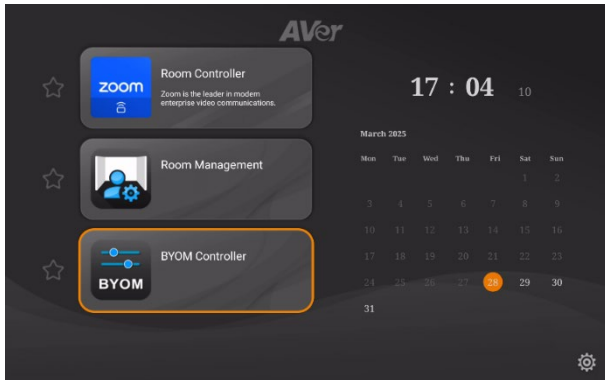 AVer
zoom
Room Controller
Zoom is the leader in modern
enterprise video communications.
Room Management
BYOM
BYOM Controller
17 : 04 10
March 2025
Mon Tue Wed Thu Fri Sat Sun
1 2
3 4 5 6 7 8 9
10 11 12 13 14 15 16
17 18 19 20 21 22 23
24 25 26 27 28 29 30
31